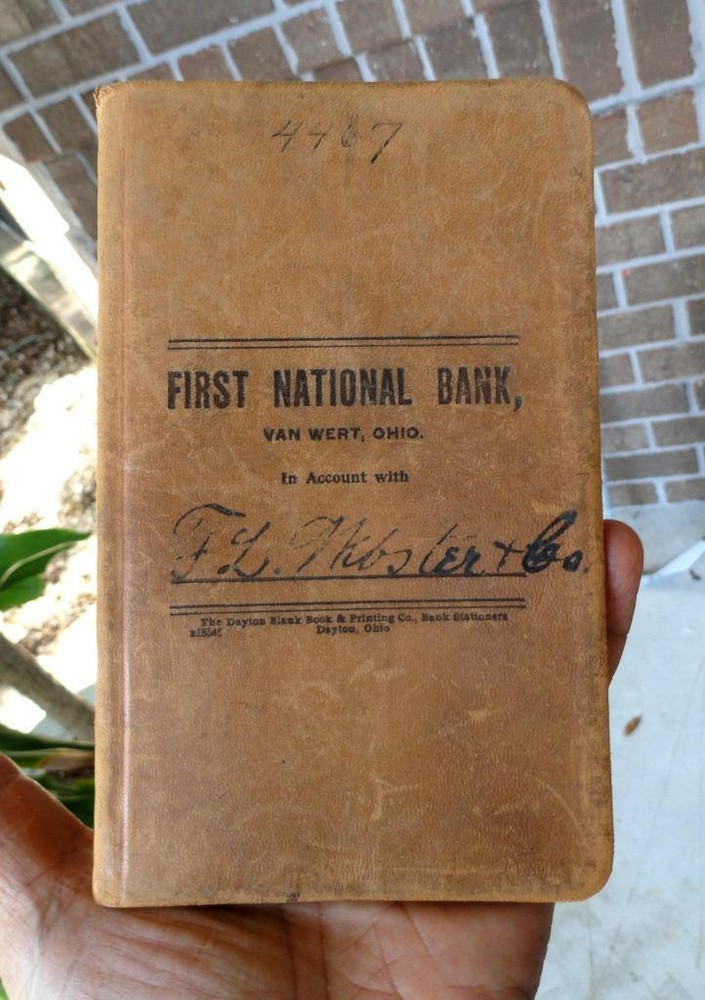 4467
FIRST NATIONAL BANK,
VAN WERT, OHIO.
In Account with
F. L. Webster & Co.
The Dayton Blank Book & Printing Co., Bank Stationers
Dayton, Ohio